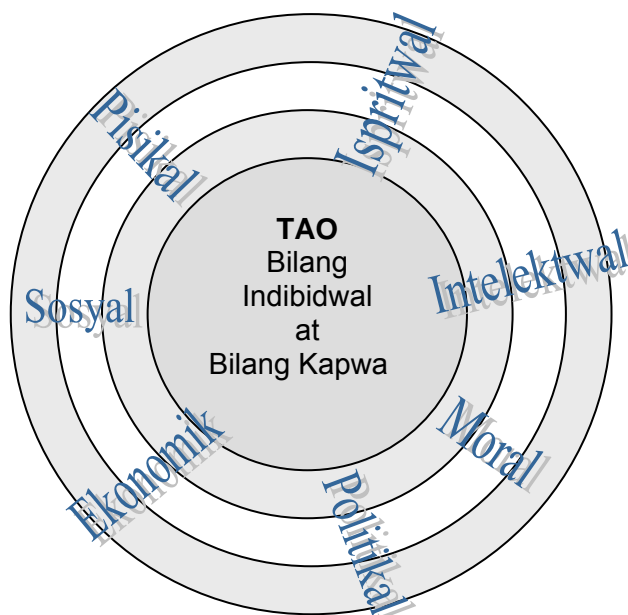 Ispritwal
Pisikal
TAO
Bilang
Indibidwal
at
Bilang Kapwa
Intelektwal
Sosyal
Moral
Ekonomik
Politikal